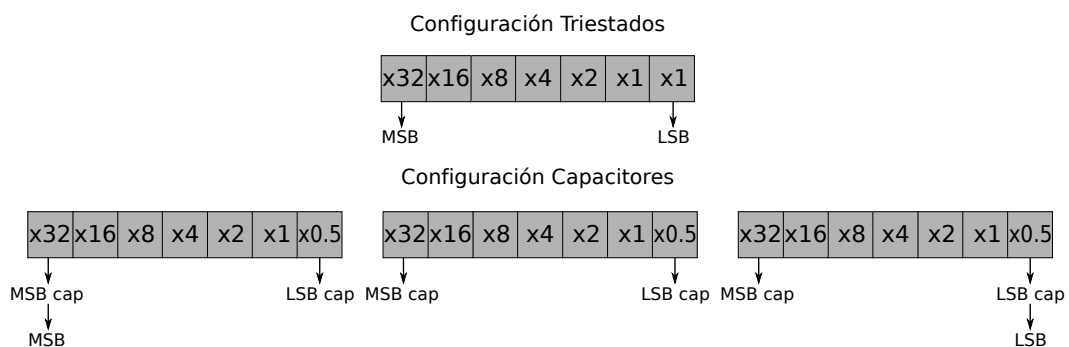 Configuración Triestados
x32 x16 x8 x4 x2 x1 x1
MSB LSB
Configuración Capacitores
x32 x16 x8 x4 x2 x1 x0.5 x32 x16 x8 x4 x2 x1 x0.5 x32 x16 x8 x4 x2 x1 x0.5
MSB cap LSB cap MSB cap LSB cap MSB cap LSB cap
MSB LSB